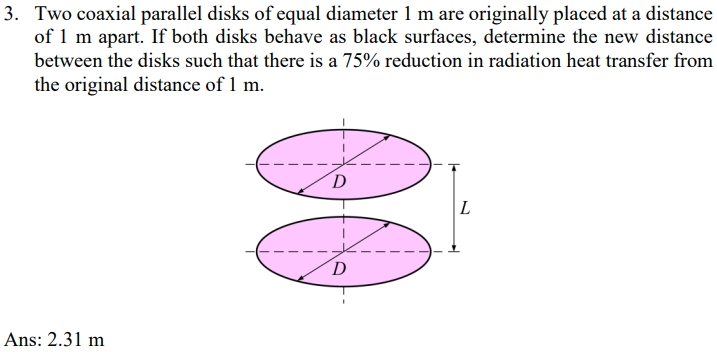 3. Two coaxial parallel disks of equal diameter 1 m are originally placed at a distance
of 1 m apart. If both disks behave as black surfaces, determine the new distance
between the disks such that there is a 75% reduction in radiation heat transfer from
the original distance of 1 m.
D
L
D
Ans: 2.31 m